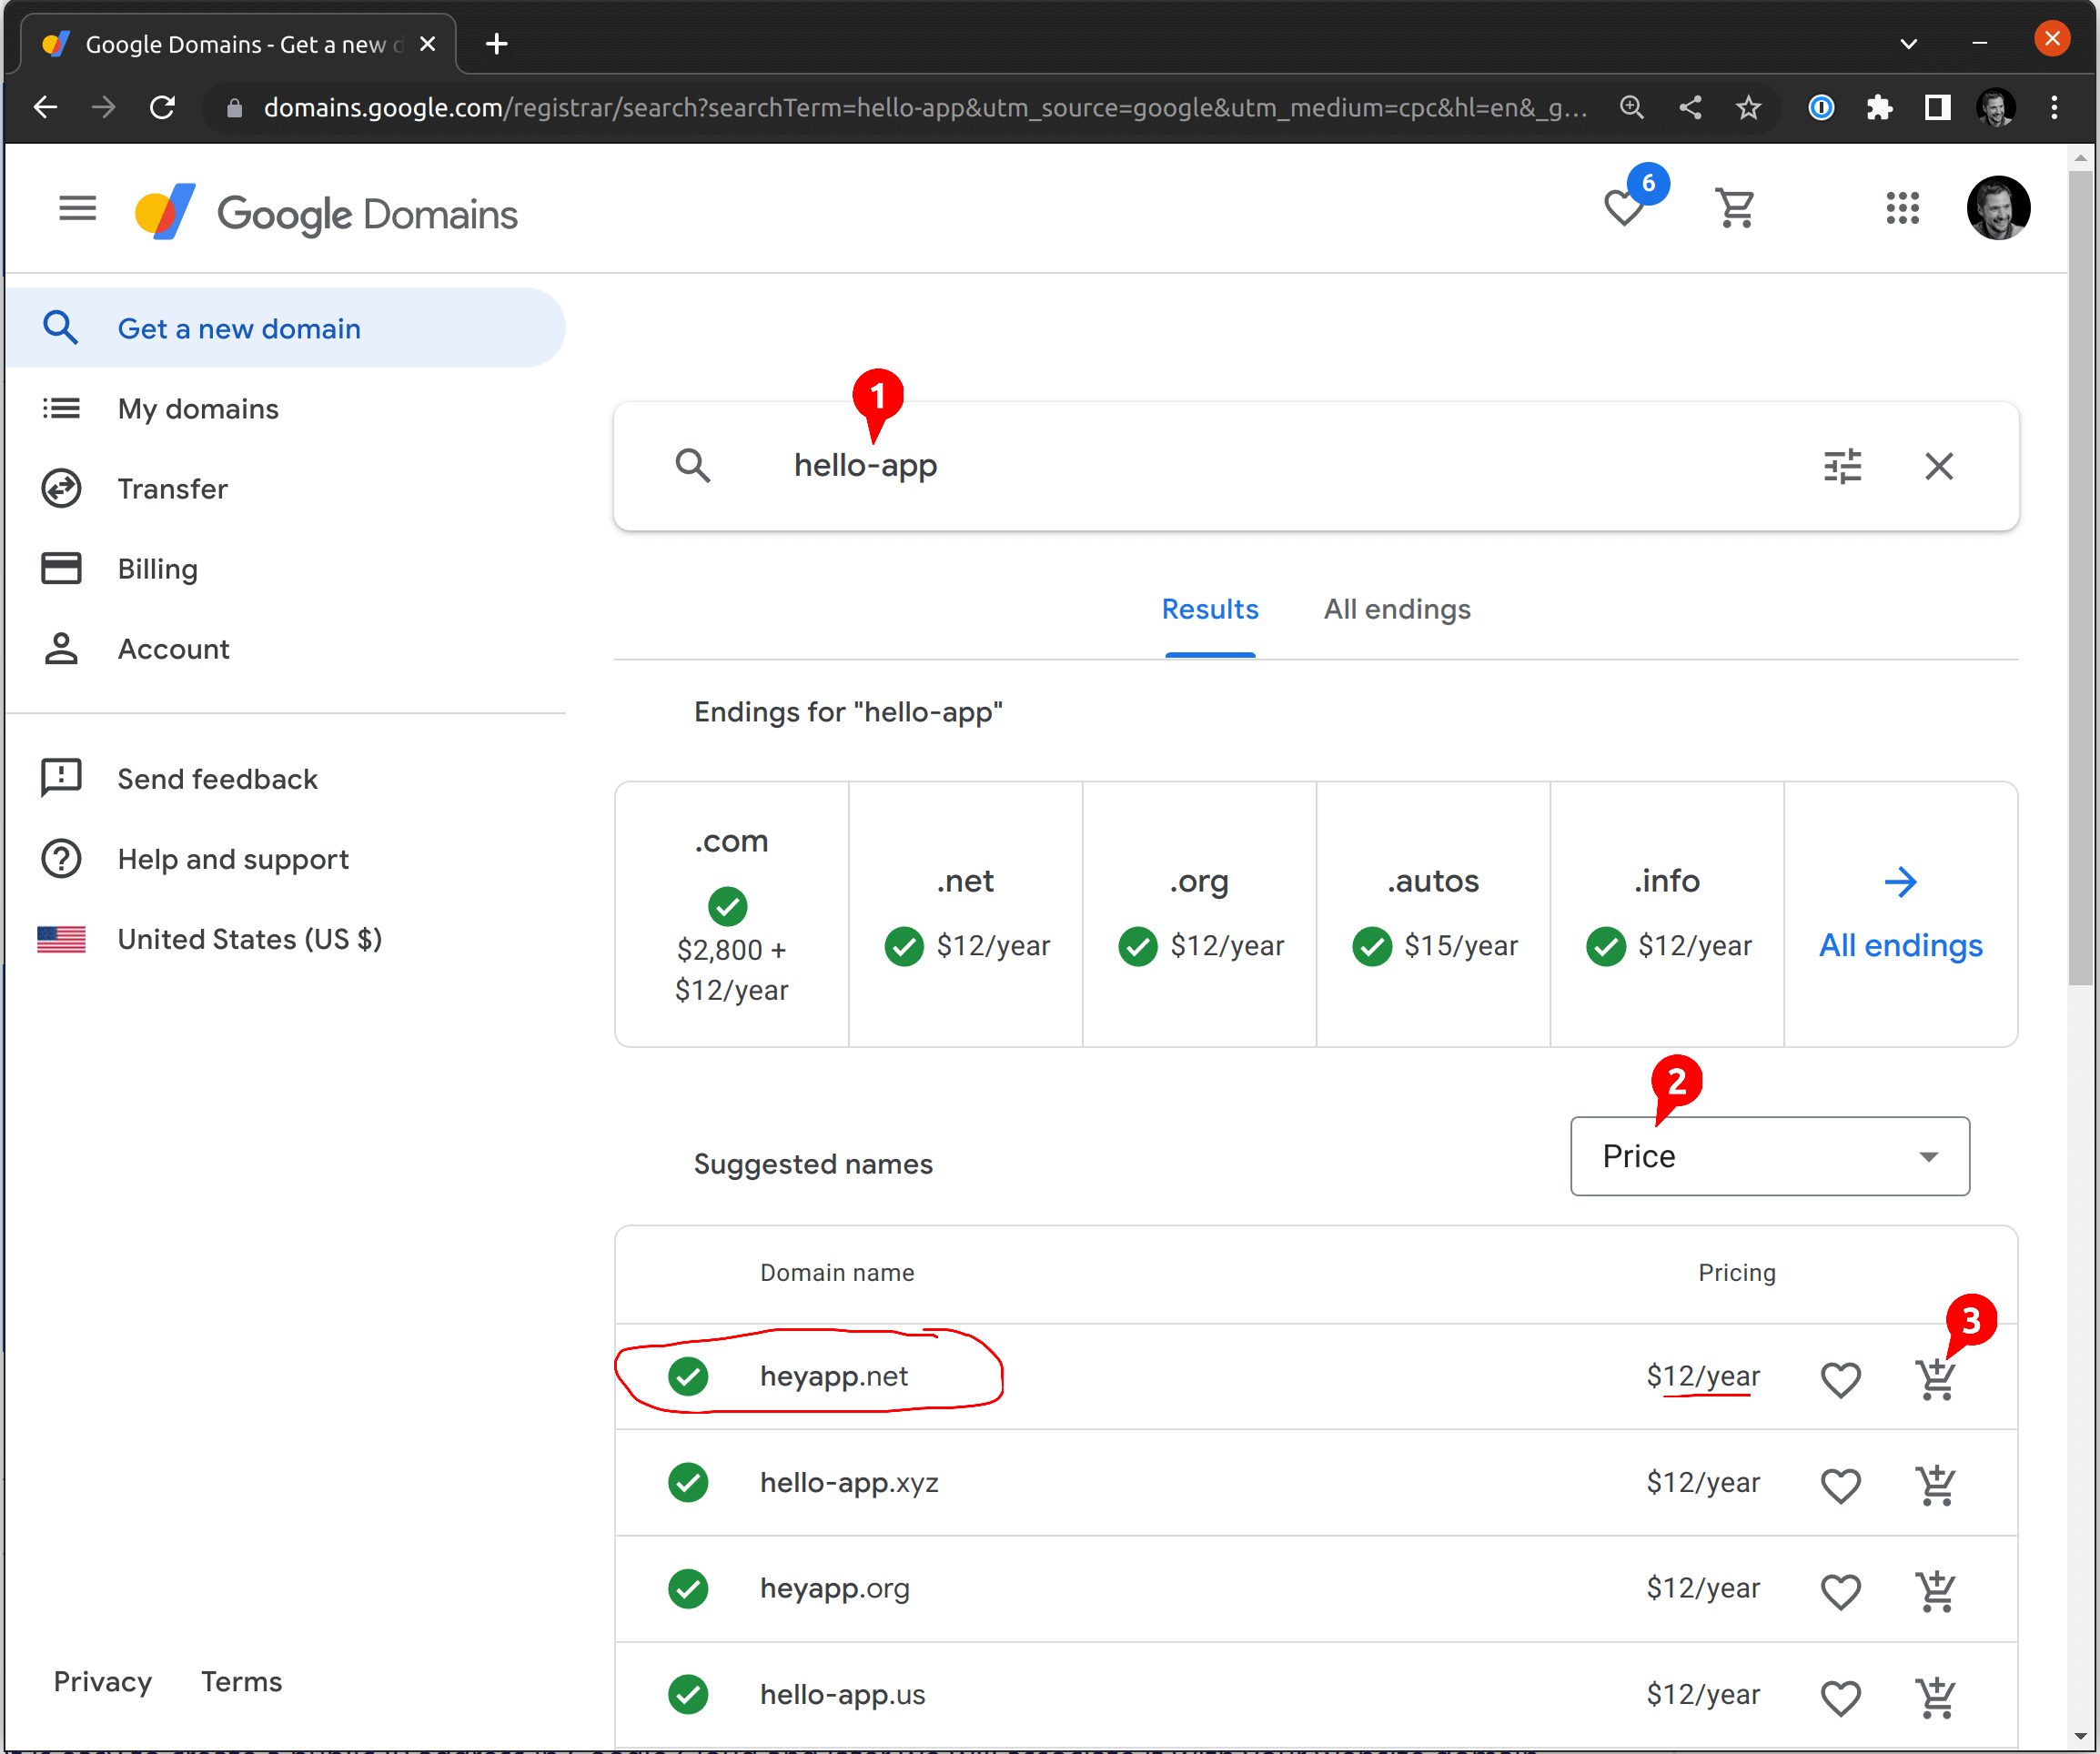 Google Domains - Get a new
domains.google.com/registrar/search?searchTerm=hello-app&utm_source=google&utm_medium=cpc&hl=en&_g...
Google Domains
6
Get a new domain
My domains
Transfer
Billing
Account
Send feedback
Help and support
United States (US $)
Privacy Terms
1
hello-app
Results All endings
Endings for "hello-app"
.com
$2,800 +
$12/year
.net
$12/year
.org
$12/year
.autos
$15/year
.info
$12/year
All endings
2
Suggested names
Price
Domain name Pricing
3
heyapp.net $12/year
hello-app.xyz $12/year
heyapp.org $12/year
hello-app.us $12/year